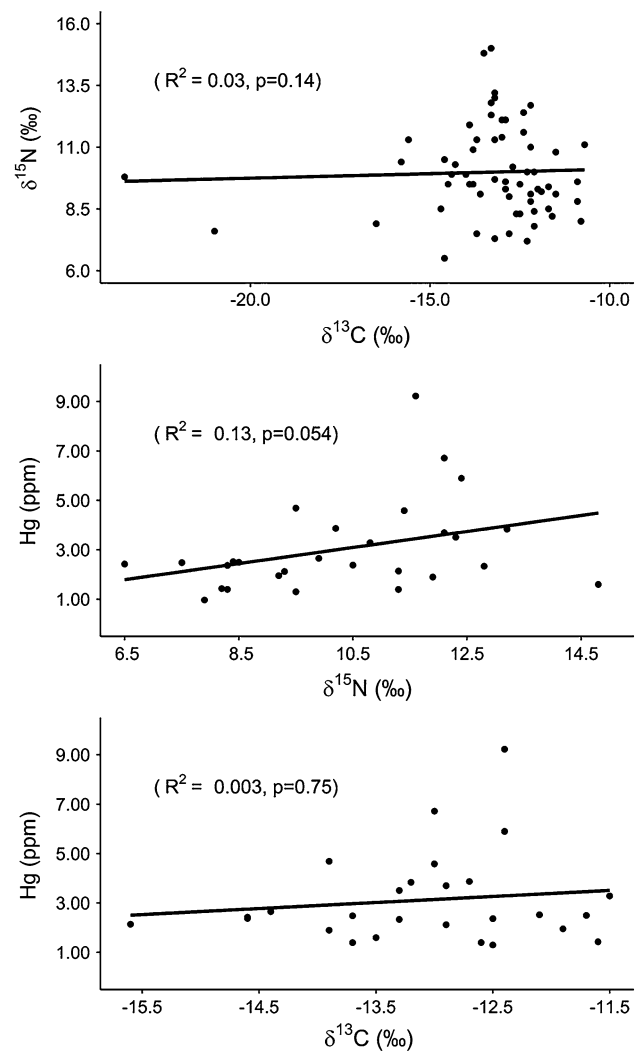 16.0
( R² = 0.03, p=0.14)
13.5
δ¹⁵N (‰)
11.0
8.5
6.0
-20.0 -15.0 -10.0
δ¹³C (‰)
9.00
( R² = 0.13, p=0.054)
7.00
Hg (ppm)
5.00
3.00
1.00
6.5 8.5 10.5 12.5 14.5
δ¹⁵N (‰)
9.00
( R² = 0.003, p=0.75)
7.00
Hg (ppm)
5.00
3.00
1.00
-15.5 -14.5 -13.5 -12.5 -11.5
δ¹³C (‰)